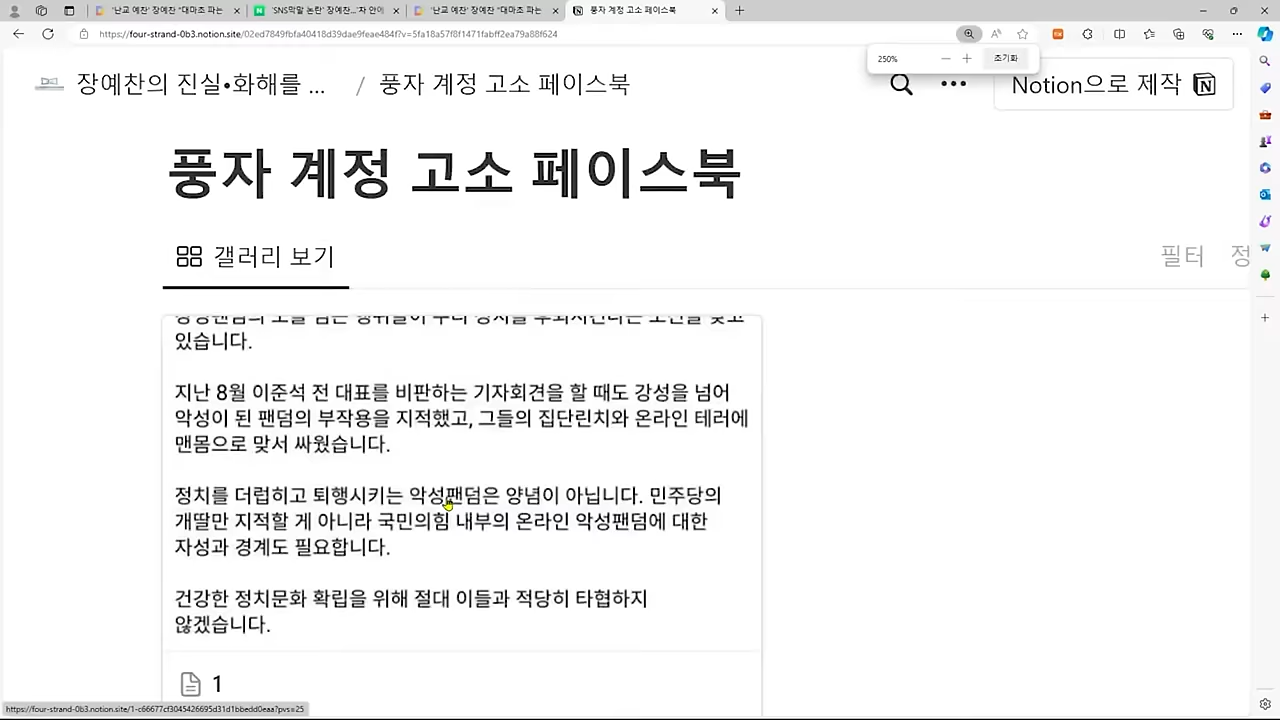 '난교 예찬' 장예찬 "대마초 파는
'SNS막말 논란' 장예찬…'차 안에
'난교 예찬' 장예찬 "대마초 파는
풍자 계정 고소 페이스북
https://four-strand-0b3.notion.site/02ed7849fbfa40418d39dae9feae484f?v=5fa18a57f8f1471fabff2ea79a88f624
250%
초기화
장예찬의 진실•화해를 ...
/ 풍자 계정 고소 페이스북
Notion으로 제작
풍자 계정 고소 페이스북
갤러리 보기
필터 정
있습니다.
지난 8월 이준석 전 대표를 비판하는 기자회견을 할 때도 강성을 넘어
악성이 된 팬덤의 부작용을 지적했고, 그들의 집단린치와 온라인 테러에
맨몸으로 맞서 싸웠습니다.
정치를 더럽히고 퇴행시키는 악성팬덤은 양념이 아닙니다. 민주당의
개딸만 지적할 게 아니라 국민의힘 내부의 온라인 악성팬덤에 대한
자성과 경계도 필요합니다.
건강한 정치문화 확립을 위해 절대 이들과 적당히 타협하지
않겠습니다.
1
https://four-strand-0b3.notion.site/1-c66677cf3045426695d31d1bbedd0eaa?pvs=25